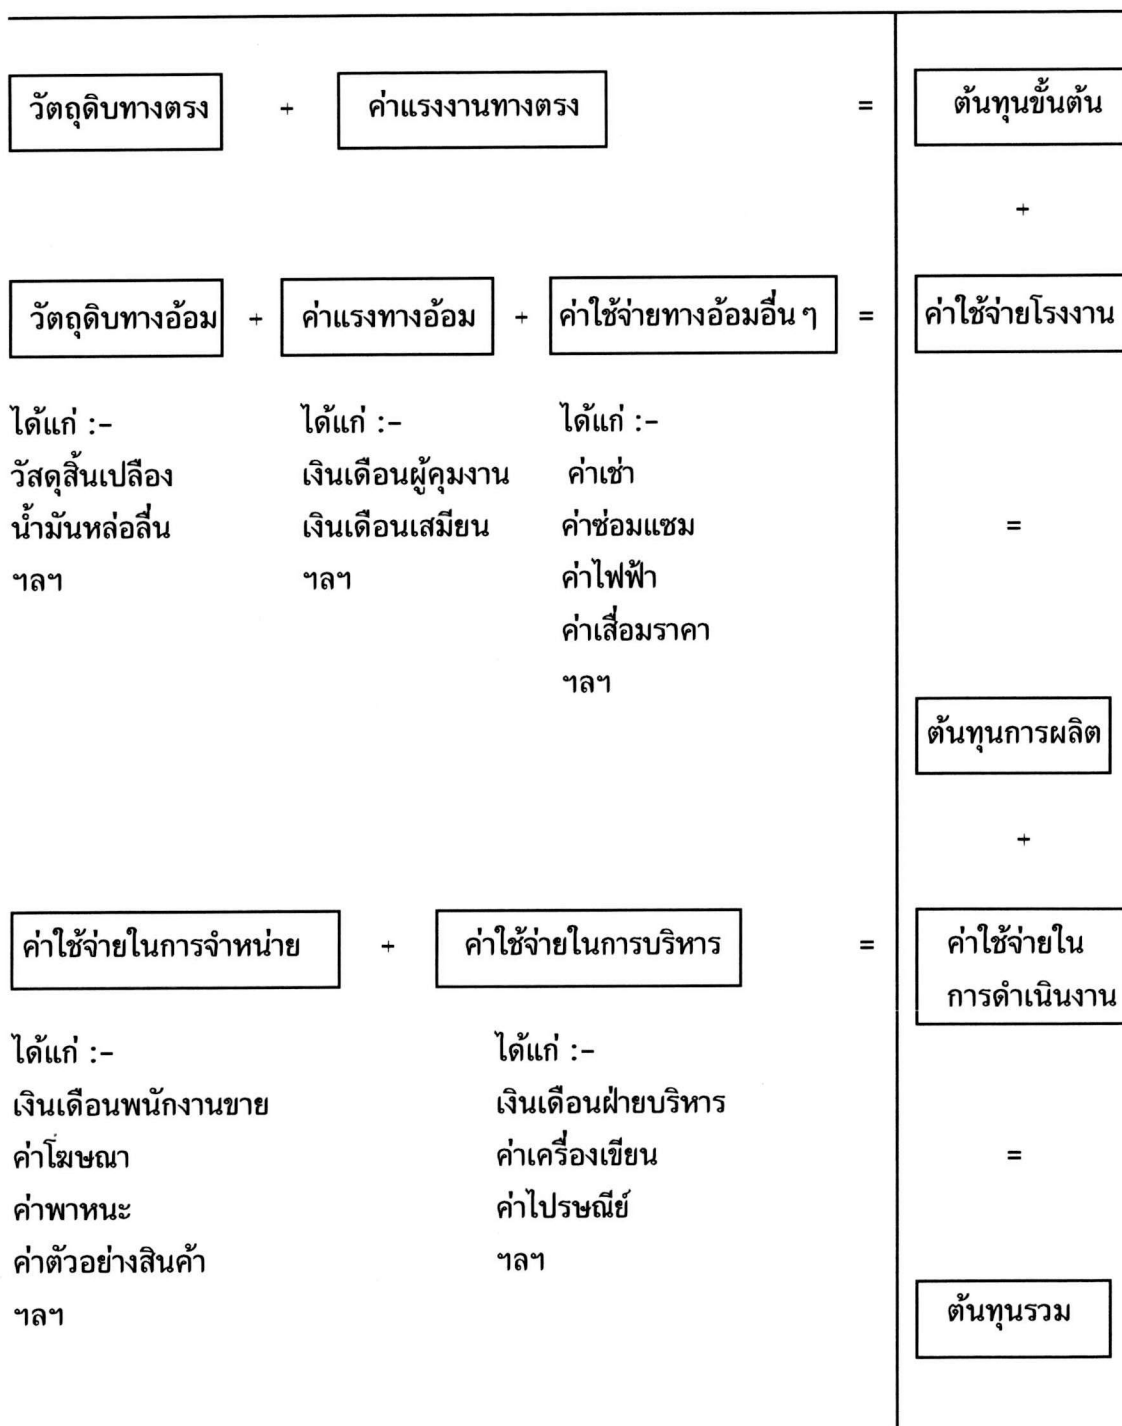 วัตถุดิบทางตรง + ค่าแรงงานทางตรง = ต้นทุนขั้นต้น
+
วัตถุดิบทางอ้อม + ค่าแรงทางอ้อม + ค่าใช้จ่ายทางอ้อมอื่น ๆ = ค่าใช้จ่ายโรงงาน
ได้แก่ :- ได้แก่ :- ได้แก่ :-
วัสดุสิ้นเปลือง เงินเดือนผู้คุมงาน ค่าเช่า
น้ำมันหล่อลื่น เงินเดือนเสมียน ค่าซ่อมแซม =
ฯลฯ ฯลฯ ค่าไฟฟ้า
ค่าเสื่อมราคา
ฯลฯ
ต้นทุนการผลิต
+
ค่าใช้จ่ายในการจำหน่าย + ค่าใช้จ่ายในการบริหาร = ค่าใช้จ่ายใน
การดำเนินงาน
ได้แก่ :- ได้แก่ :-
เงินเดือนพนักงานขาย เงินเดือนฝ่ายบริหาร
ค่าโฆษณา ค่าเครื่องเขียน =
ค่าพาหนะ ค่าไปรษณีย์
ค่าตัวอย่างสินค้า ฯลฯ
ฯลฯ ต้นทุนรวม